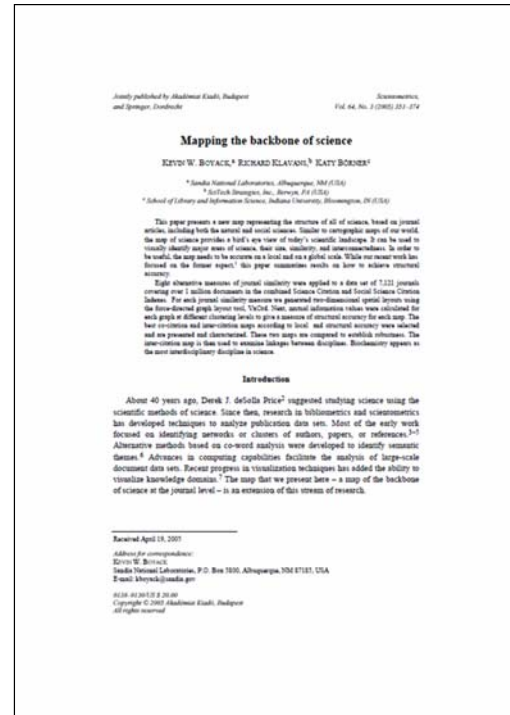 Jointly published by Akadémiai Kiadó, Budapest
and Springer, Dordrecht
Scientometrics,
Vol. 64, No. 3 (2005) 351–374
Mapping the backbone of science
KEVIN W. BOYACK,a RICHARD KLAVANS,b KATY BÖRNERc
a Sandia National Laboratories, Albuquerque, NM (USA)
b SciTech Strategies, Inc., Berwyn, PA (USA)
c School of Library and Information Science, Indiana University, Bloomington, IN (USA)
This paper presents a new map representing the structure of all of science, based on journal
articles, including both the natural and social sciences. Similar to cartographic maps of our world,
the map of science provides a bird's eye view of today's scientific landscape. It can be used to
visually identify major areas of science, their size, similarity, and interconnectedness. In order to
be useful, the map needs to be accurate on a local and on a global scale. While our recent work has
focused on the former aspect,1 this paper summarizes results on how to achieve structural
accuracy.
Eight alternative measures of journal similarity were applied to a data set of 7,121 journals
covering over 1 million documents in the combined Science Citation and Social Science Citation
Indexes. For each journal similarity measure we generated two-dimensional spatial layouts using
the force-directed graph layout tool, VxOrd. Next, mutual information values were calculated for
each graph at different clustering levels to give a measure of structural accuracy for each map. The
best co-citation and inter-citation maps according to local and structural accuracy were selected
and are presented and characterized. These two maps are compared to establish robustness. The
inter-citation map is then used to examine linkages between disciplines. Biochemistry appears as
the most interdisciplinary discipline in science.
Introduction
About 40 years ago, Derek J. deSolla Price2 suggested studying science using the
scientific methods of science. Since then, research in bibliometrics and scientometrics
has developed techniques to analyze publication data sets. Most of the early work
focused on identifying networks or clusters of authors, papers, or references.3–5
Alternative methods based on co-word analysis were developed to identify semantic
themes.6 Advances in computing capabilities facilitate the analysis of large-scale
document data sets. Recent progress in visualization techniques has added the ability to
visualize knowledge domains.7 The map that we present here – a map of the backbone
of science at the journal level – is an extension of this stream of research.
Received April 19, 2005
Address for correspondence:
KEVIN W. BOYACK
Sandia National Laboratories, P.O. Box 5800, Albuquerque, NM 87185, USA
E-mail: kboyack@sandia.gov
0138–9130/US $ 20.00
Copyright © 2005 Akadémiai Kiadó, Budapest
All rights reserved